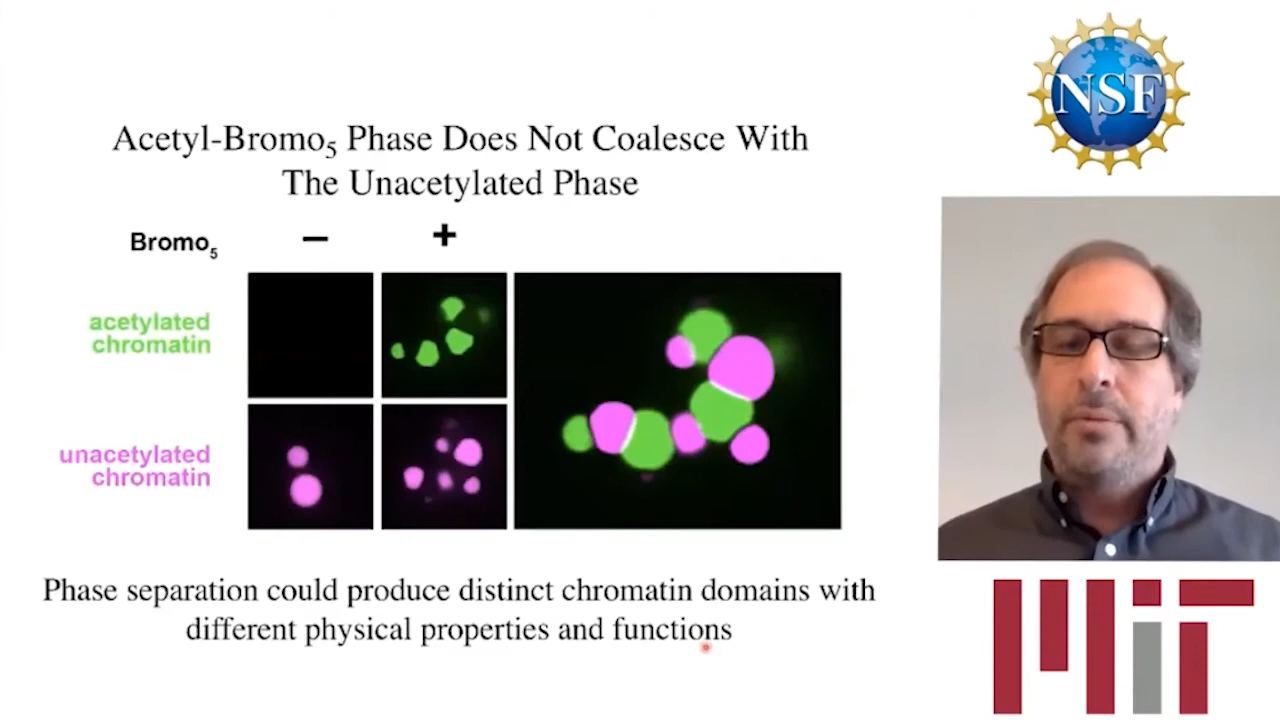 Acetyl-Bromo₅ Phase Does Not Coalesce With
The Unacetylated Phase
Bromo₅ − +
acetylated
chromatin
unacetylated
chromatin
Phase separation could produce distinct chromatin domains with
different physical properties and functions
NSF
MIT